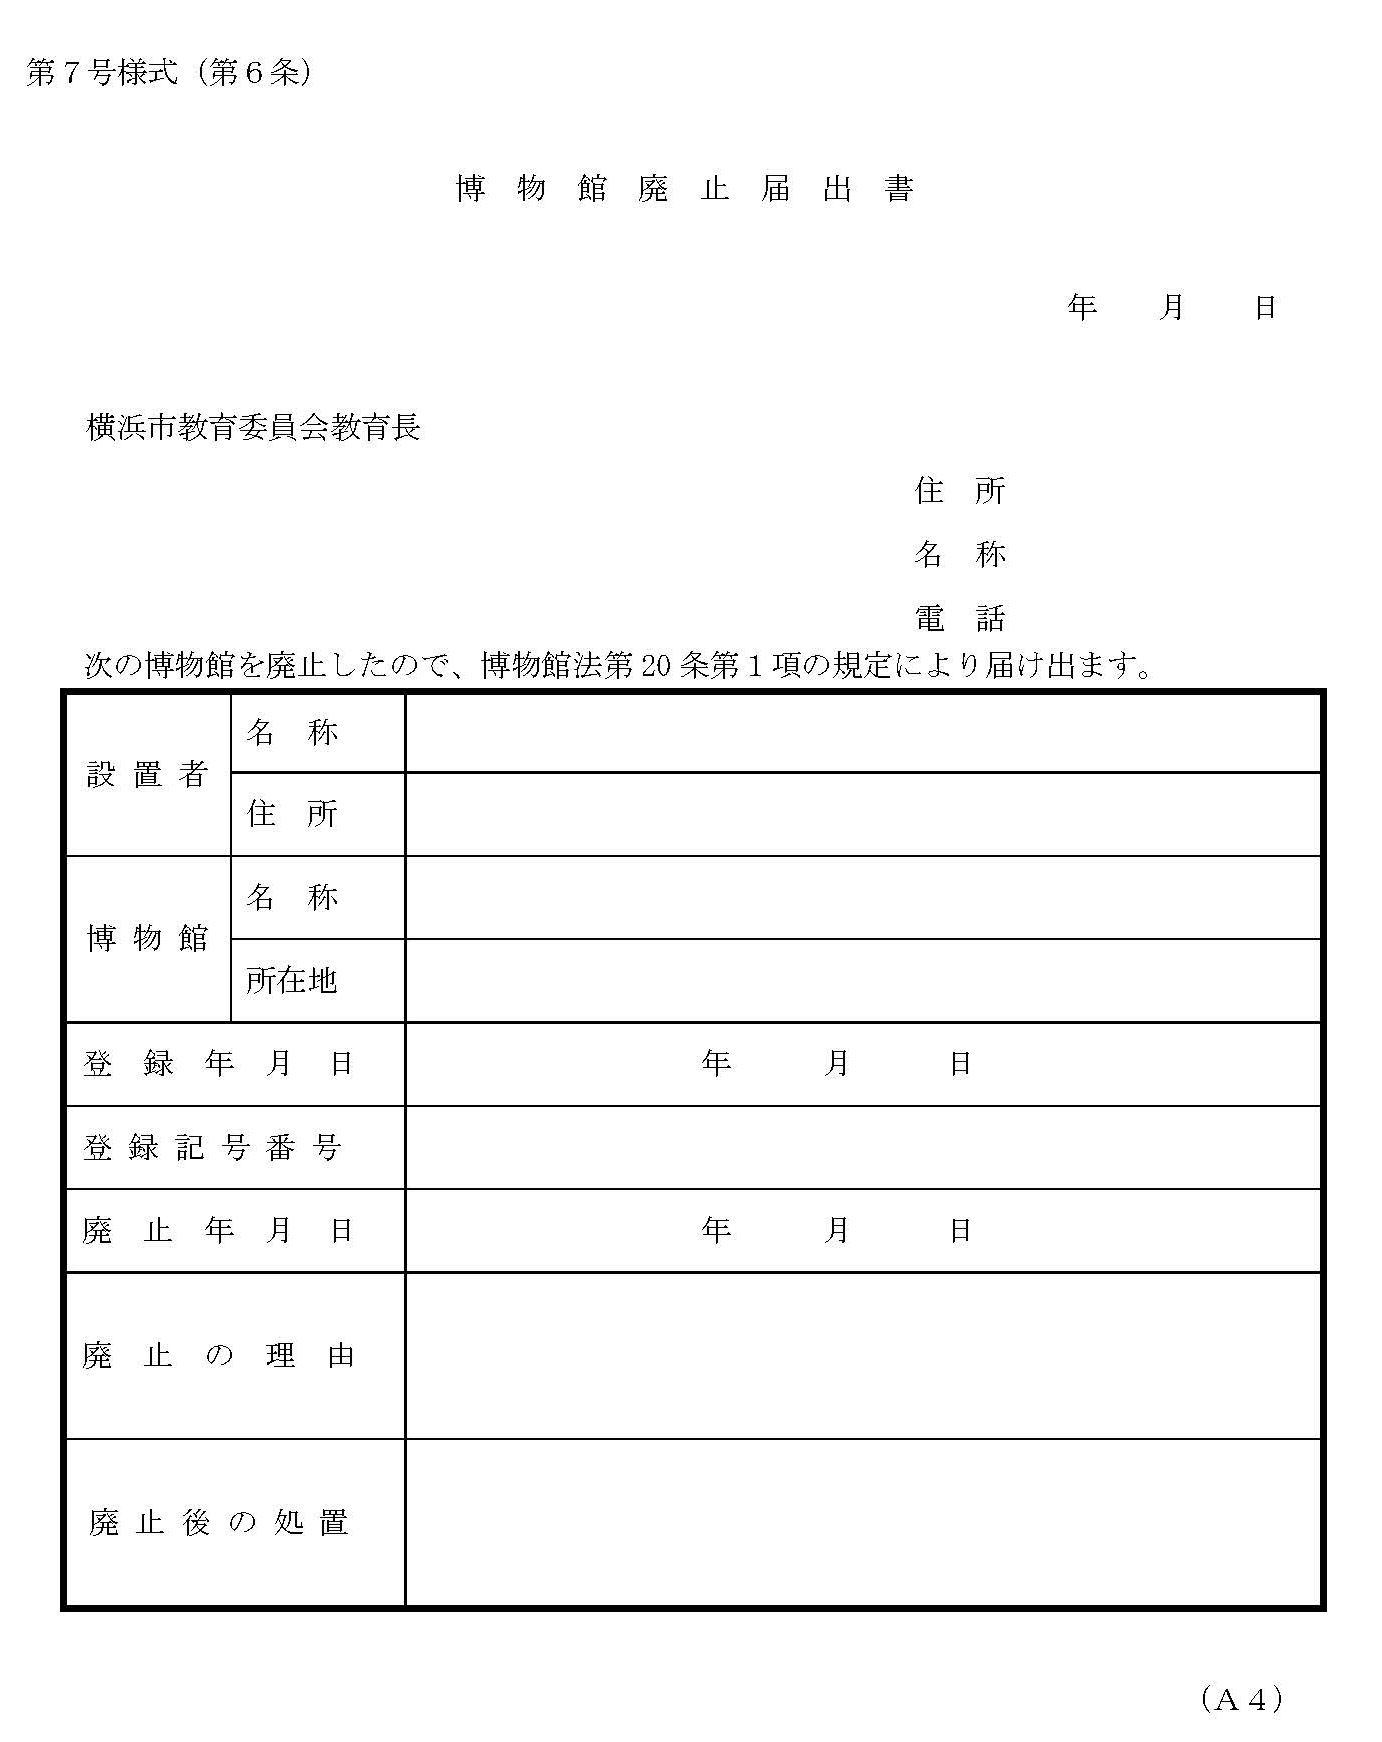 第７号様式（第６条）
博　物　館　廃　止　届　出　書
年　　月　　日
横浜市教育委員会教育長
住　所
名　称
電　話
次の博物館を廃止したので、博物館法第20条第１項の規定により届け出ます。
設置者
名　称
住　所
博物館
名　称
所在地
登　録　年　月　日
年　　　月　　　日
登録記号番号
廃　止　年　月　日
年　　　月　　　日
廃　止　の　理　由
廃止後の処置
（Ａ４）